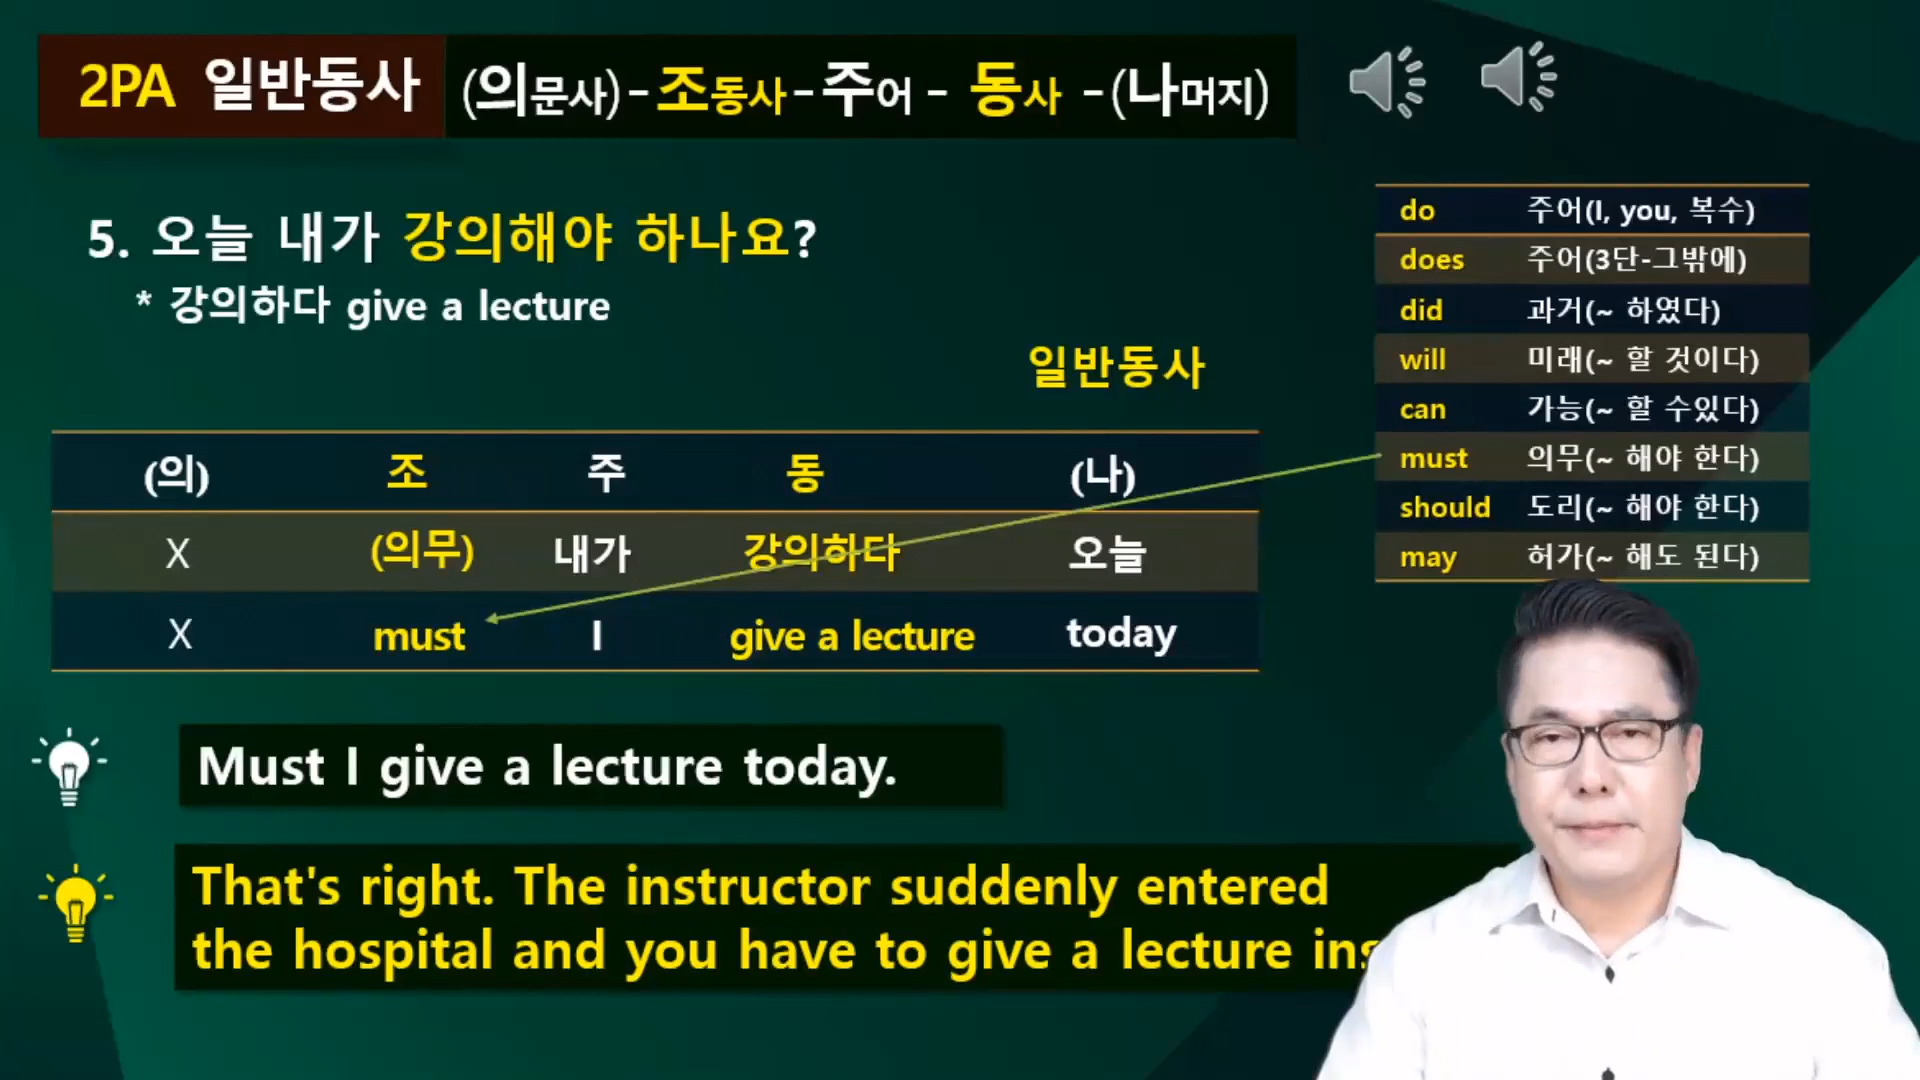 2PA 일반동사 (의문사)-조동사-주어 - 동사 -(나머지)
5. 오늘 내가 강의해야 하나요?
* 강의하다 give a lecture
일반동사
(의) 조 주 동 (나)
X (의무) 내가 강의하다 오늘
X must I give a lecture today
do 주어(I, you, 복수)
does 주어(3단-그밖에)
did 과거(~ 하였다)
will 미래(~ 할 것이다)
can 가능(~ 할 수있다)
must 의무(~ 해야 한다)
should 도리(~ 해야 한다)
may 허가(~ 해도 된다)
Must I give a lecture today.
That's right. The instructor suddenly entered
the hospital and you have to give a lecture